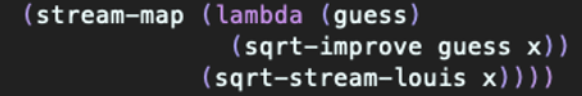 (stream-map (lambda (guess)
(sqrt-improve guess x))
(sqrt-stream-louis x))))